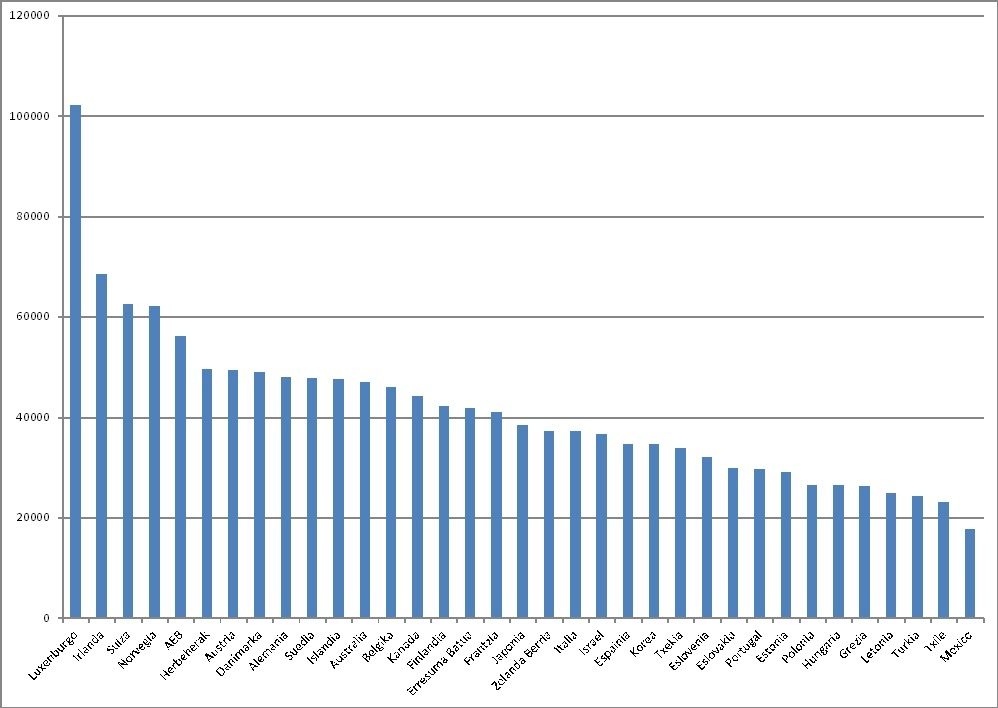 120000
100000
80000
60000
40000
20000
0
Luxenburgo
Irlanda
Suiza
Norvegia
AEB
Herbeherak
Austria
Danimarka
Alemania
Suedia
Islandia
Australia
Belgika
Kanada
Finlandia
Erresuma Batua
Frantzia
Japonia
Zelanda Berria
Italia
Israel
Espainia
Korea
Txekia
Eslovenia
Eslovakia
Portugal
Estonia
Polonia
Hungaria
Grezia
Letonia
Turkia
Txile
Mexico